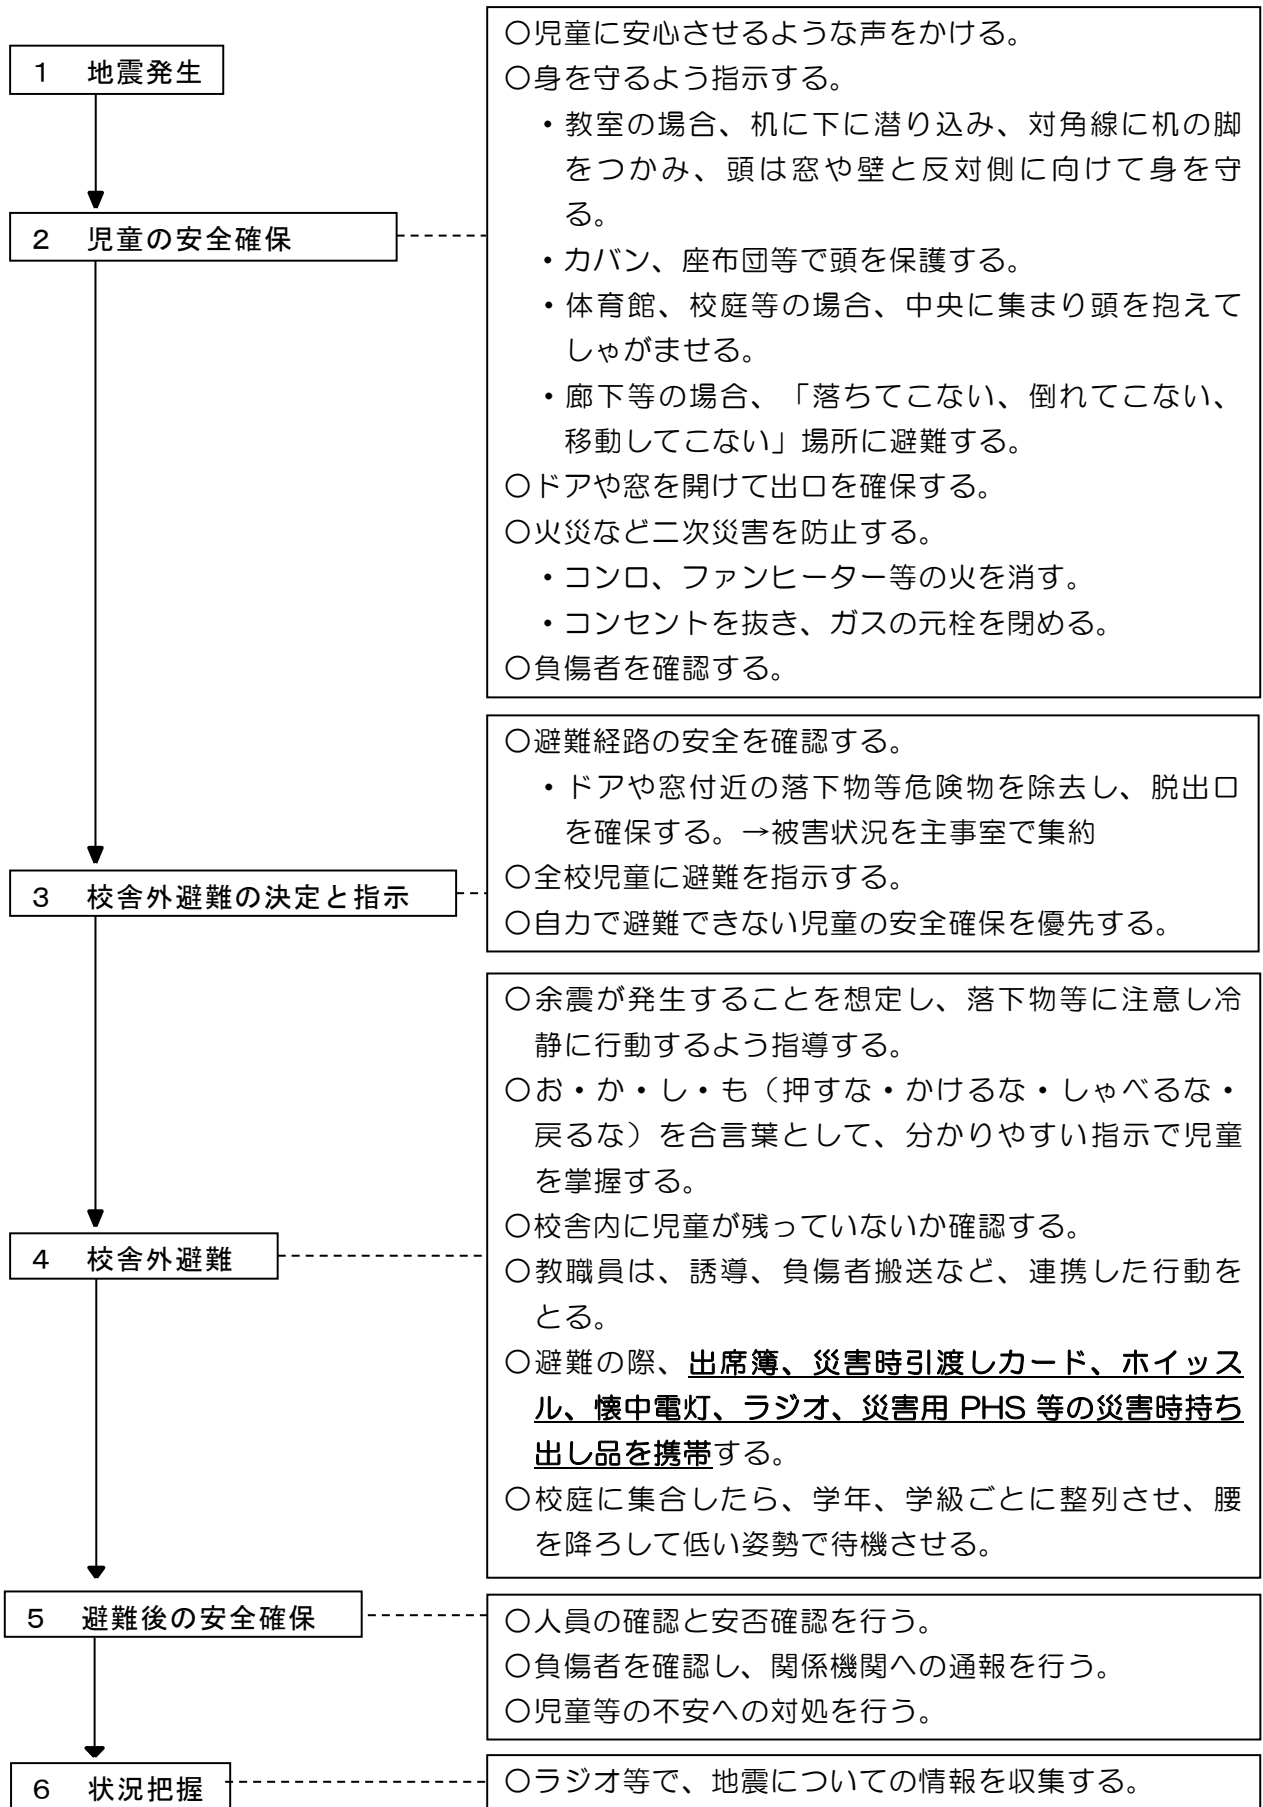 1 地震発生
〇児童に安心させるような声をかける。
〇身を守るよう指示する。
・教室の場合、机に下に潜り込み、対角線に机の脚
をつかみ、頭は窓や壁と反対側に向けて身を守
る。
2 児童の安全確保
・カバン、座布団等で頭を保護する。
・体育館、校庭等の場合、中央に集まり頭を抱えて
しゃがませる。
・廊下等の場合、「落ちてこない、倒れてこない、
移動してこない」場所に避難する。
〇ドアや窓を開けて出口を確保する。
〇火災など二次災害を防止する。
・コンロ、ファンヒーター等の火を消す。
・コンセントを抜き、ガスの元栓を閉める。
〇負傷者を確認する。
3 校舎外避難の決定と指示
〇避難経路の安全を確認する。
・ドアや窓付近の落下物等危険物を除去し、脱出口
を確保する。→被害状況を主事室で集約
〇全校児童に避難を指示する。
〇自力で避難できない児童の安全確保を優先する。
4 校舎外避難
〇余震が発生することを想定し、落下物等に注意し冷
静に行動するよう指導する。
〇お・か・し・も（押すな・かけるな・しゃべるな・
戻るな）を合言葉として、分かりやすい指示で児童
を掌握する。
〇校舎内に児童が残っていないか確認する。
〇教職員は、誘導、負傷者搬送など、連携した行動を
とる。
〇避難の際、出席簿、災害時引渡しカード、ホイッス
ル、懐中電灯、ラジオ、災害用 PHS 等の災害時持ち
出し品を携帯する。
〇校庭に集合したら、学年、学級ごとに整列させ、腰
を降ろして低い姿勢で待機させる。
5 避難後の安全確保
〇人員の確認と安否確認を行う。
〇負傷者を確認し、関係機関への通報を行う。
〇児童等の不安への対処を行う。
6 状況把握
〇ラジオ等で、地震についての情報を収集する。